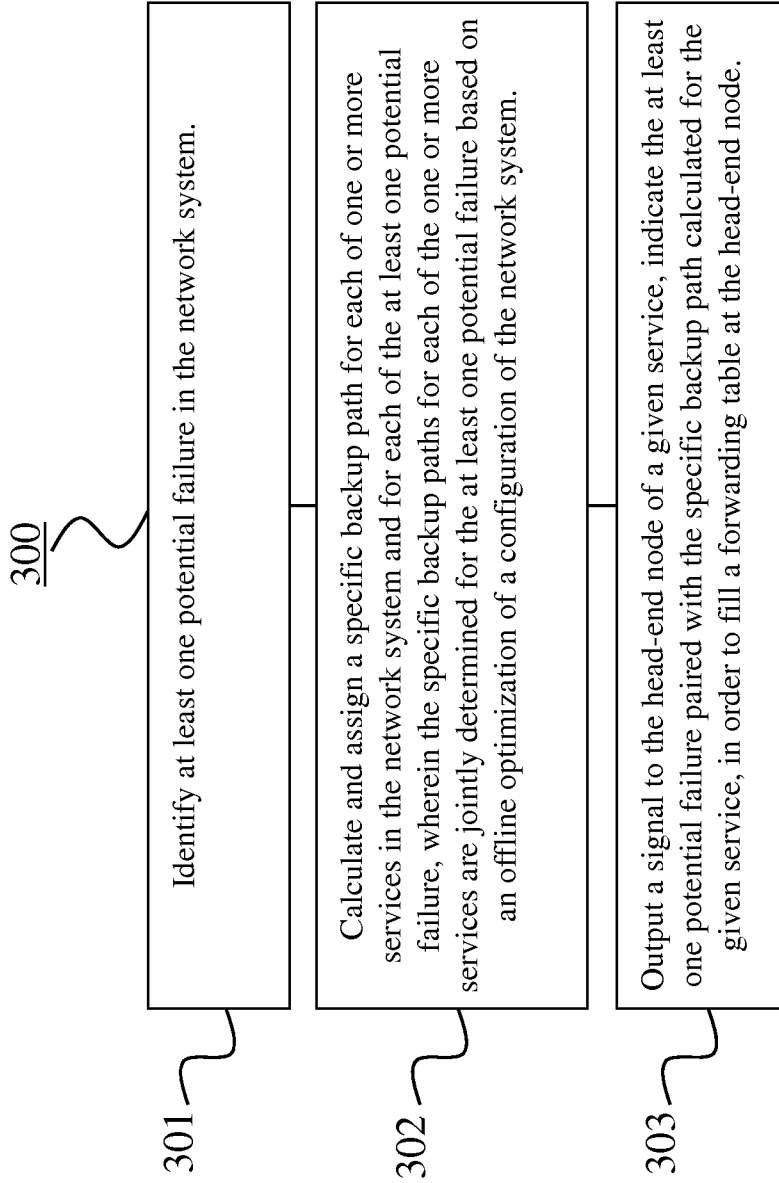 300
301
Identify at least one potential failure in the network system.
302
Calculate and assign a specific backup path for each of one or more
services in the network system and for each of the at least one potential
failure, wherein the specific backup paths for each of the one or more
services are jointly determined for the at least one potential failure based on
an offline optimization of a configuration of the network system.
303
Output a signal to the head-end node of a given service, indicate the at least
one potential failure paired with the specific backup path calculated for the
given service, in order to fill a forwarding table at the head-end node.